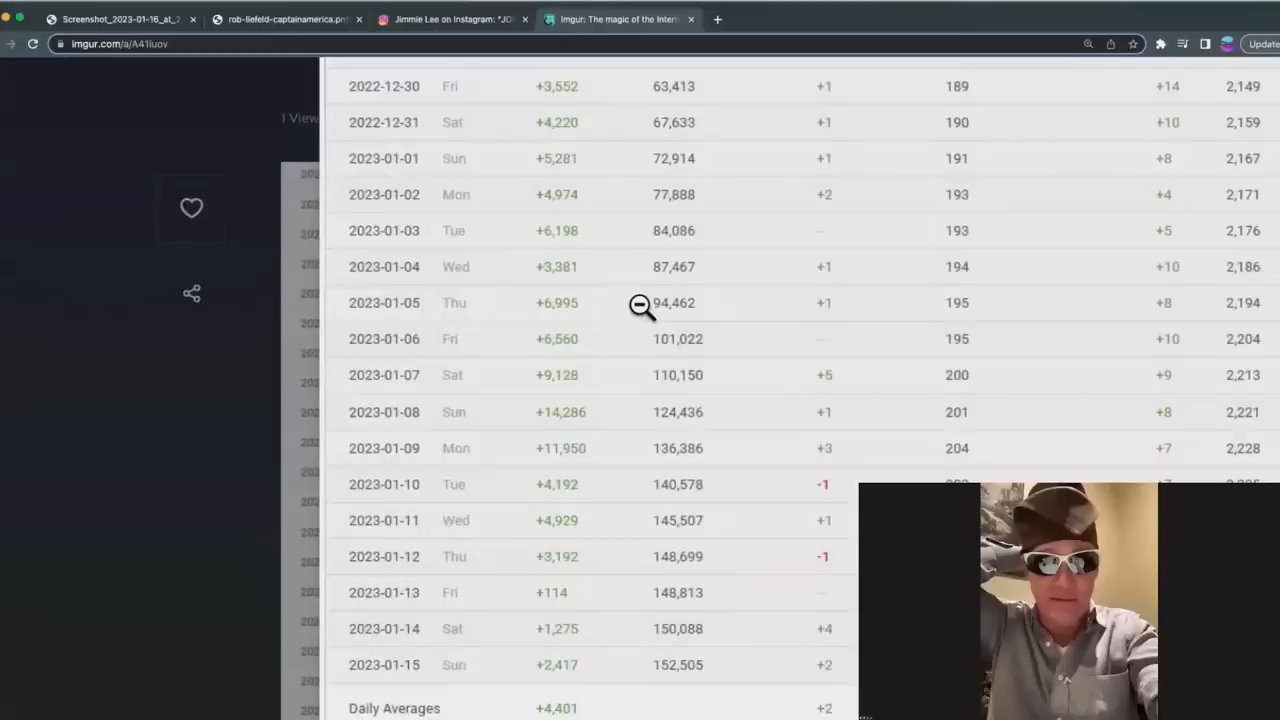 Screenshot_2023-01-16_at_2 rob-liefeld-captainamerica.pn Jimmie Lee on Instagram: "JO Imgur: The magic of the Intern
imgur.com/a/A41Iuov Update
1 View
2022-12-30 Fri +3,552 63,413 +1 189 +14 2,149
2022-12-31 Sat +4,220 67,633 +1 190 +10 2,159
2023-01-01 Sun +5,281 72,914 +1 191 +8 2,167
2023-01-02 Mon +4,974 77,888 +2 193 +4 2,171
2023-01-03 Tue +6,198 84,086 -- 193 +5 2,176
2023-01-04 Wed +3,381 87,467 +1 194 +10 2,186
2023-01-05 Thu +6,995 94,462 +1 195 +8 2,194
2023-01-06 Fri +6,560 101,022 -- 195 +10 2,204
2023-01-07 Sat +9,128 110,150 +5 200 +9 2,213
2023-01-08 Sun +14,286 124,436 +1 201 +8 2,221
2023-01-09 Mon +11,950 136,386 +3 204 +7 2,228
2023-01-10 Tue +4,192 140,578 -1
2023-01-11 Wed +4,929 145,507 +1
2023-01-12 Thu +3,192 148,699 -1
2023-01-13 Fri +114 148,813 --
2023-01-14 Sat +1,275 150,088 +4
2023-01-15 Sun +2,417 152,505 +2
Daily Averages +4,401 +2